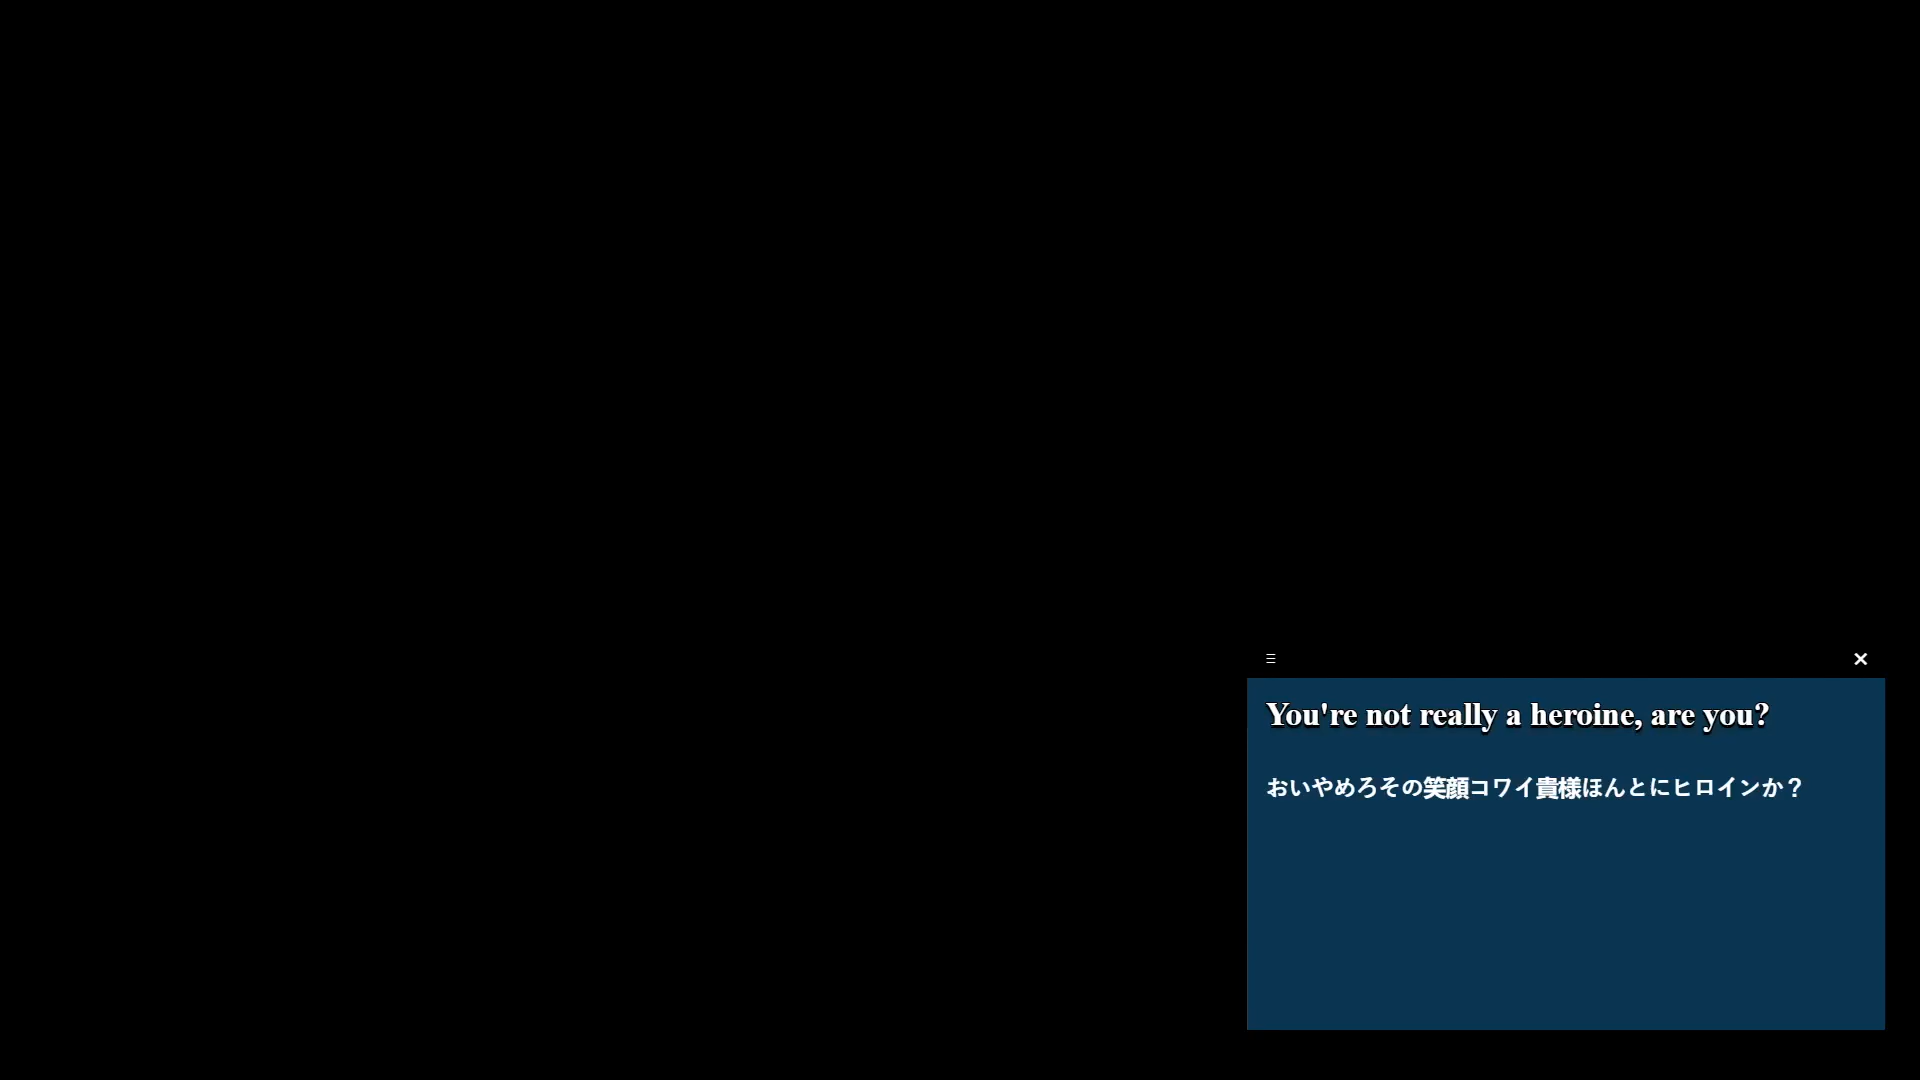 You're not really a heroine, are you?
おいやめろその笑顔コワイ貴様ほんとにヒロインか？